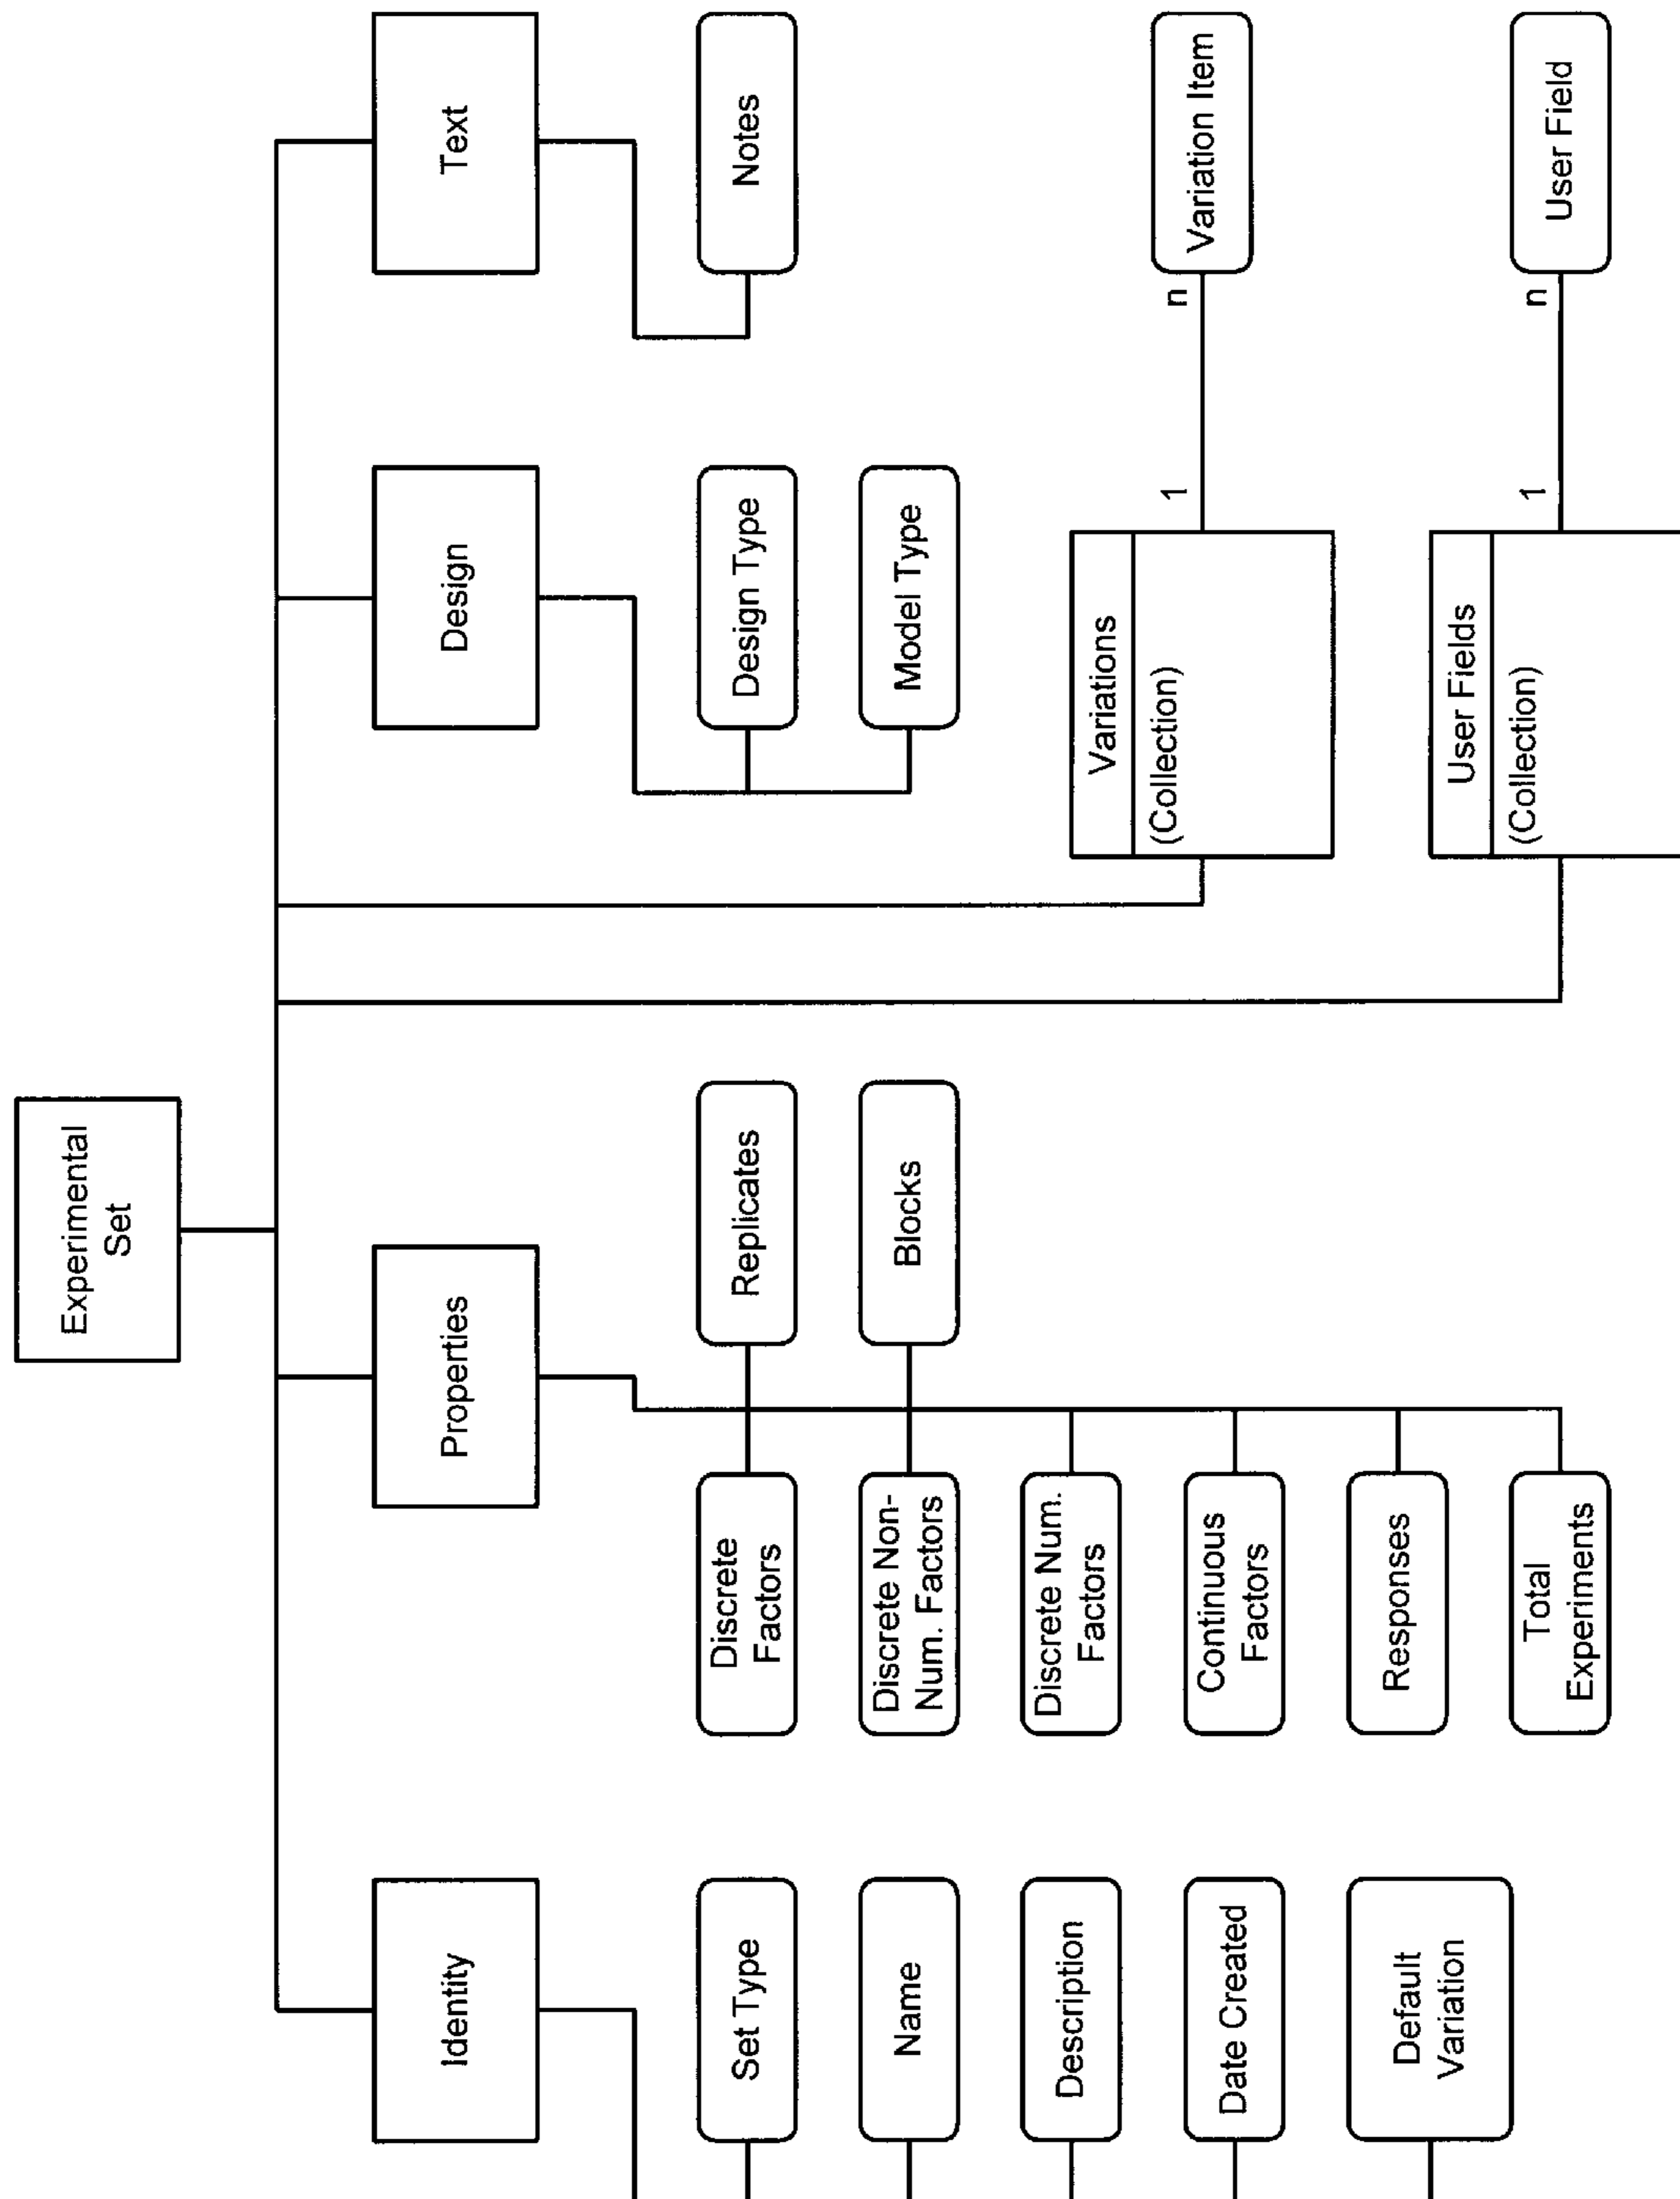 Experimental
Set
Identity
Properties
Design
Text
Set Type
Name
Description
Date Created
Default
Variation
Discrete
Factors
Discrete Non-
Num. Factors
Discrete Num.
Factors
Continuous
Factors
Responses
Total
Experiments
Replicates
Blocks
Design Type
Model Type
Notes
Variations
(Collection)
1
n
Variation Item
User Fields
(Collection)
1
n
User Field